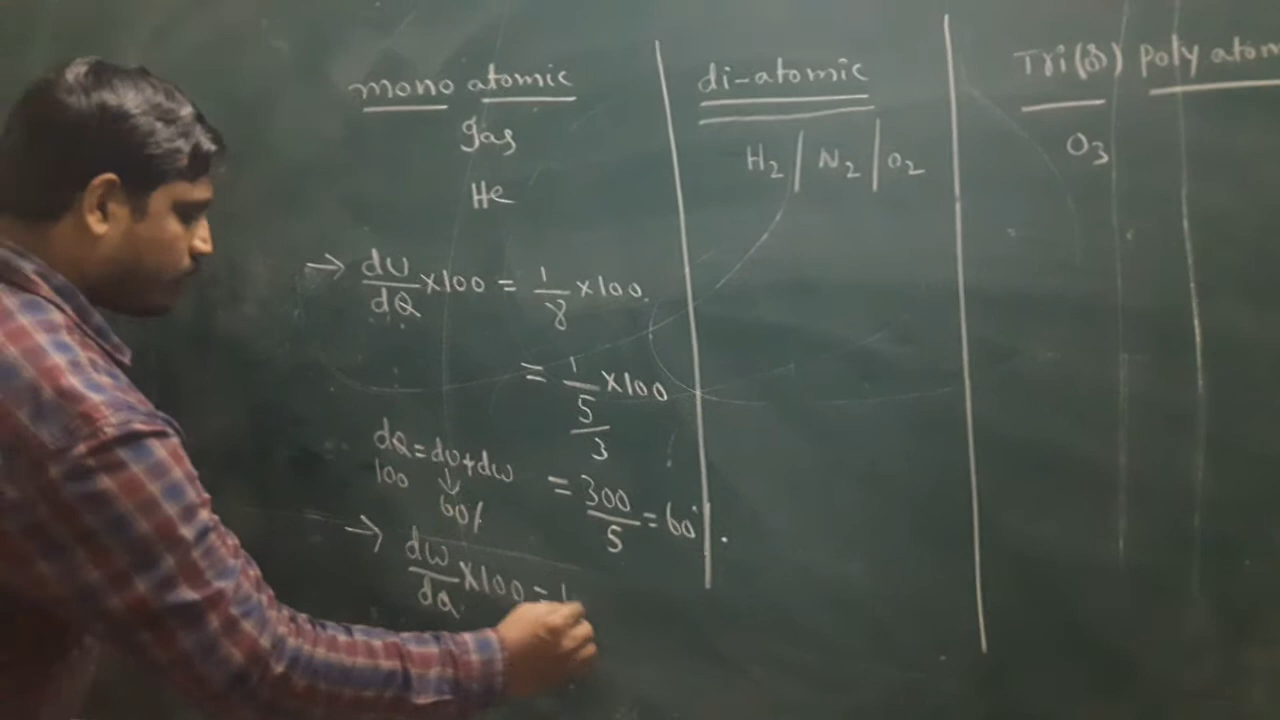 mono atomic
gas
He
→ dU/dQ × 100 = 1/γ × 100.
= 1/(5/3) × 100
dQ = dU + dW
100 ↓
60%
= 300/5 = 60%.
→ dW/dQ × 100 = 1
di-atomic
H₂ | N₂ | O₂
Tri (or) poly atom
O₃